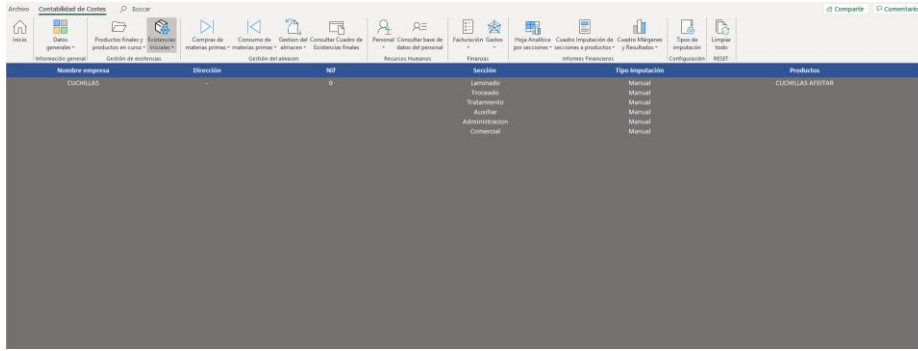 Archivo Contabilidad de Costes Buscar Compartir Comentario
Inicio
Datos generales
Productos finales y productos en curso
Existencias Iniciales
Compras de materias primas
Consumo de materias primas
Gestion del almacen
Consultar Cuadro de Existencias finales
Personal
Consultar base de datos del personal
Facturación
Gastos
Hoja Analitica por secciones
Cuadro Imputación de secciones a productos
Cuadro Márgenes y Resultados
Tipos de imputación
Limpiar todo
Información general Gestión de existencias Gestión del almacen Recursos Humanos Finanzas Informes Financieros Configuración RESET
Nombre empresa Dirección Nif Sección Tipo Imputación Productos
CUCHILLAS - 0 Laminado Manual CUCHILLAS AFEITAR
Troceado Manual
Tratamiento Manual
Auxiliar Manual
Administracion Manual
Comercial Manual